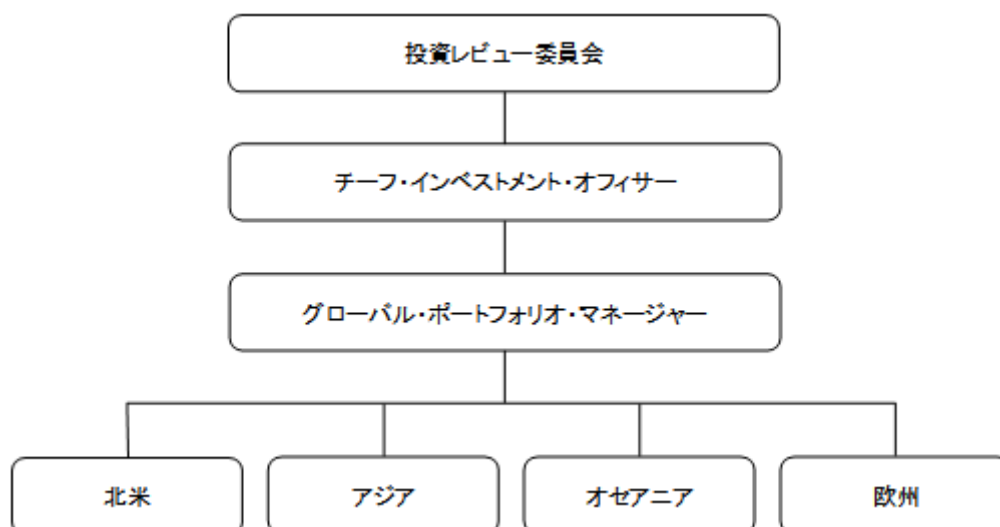 投資レビュー委員会
チーフ・インベストメント・オフィサー
グローバル・ポートフォリオ・マネージャー
北米
アジア
オセアニア
欧州